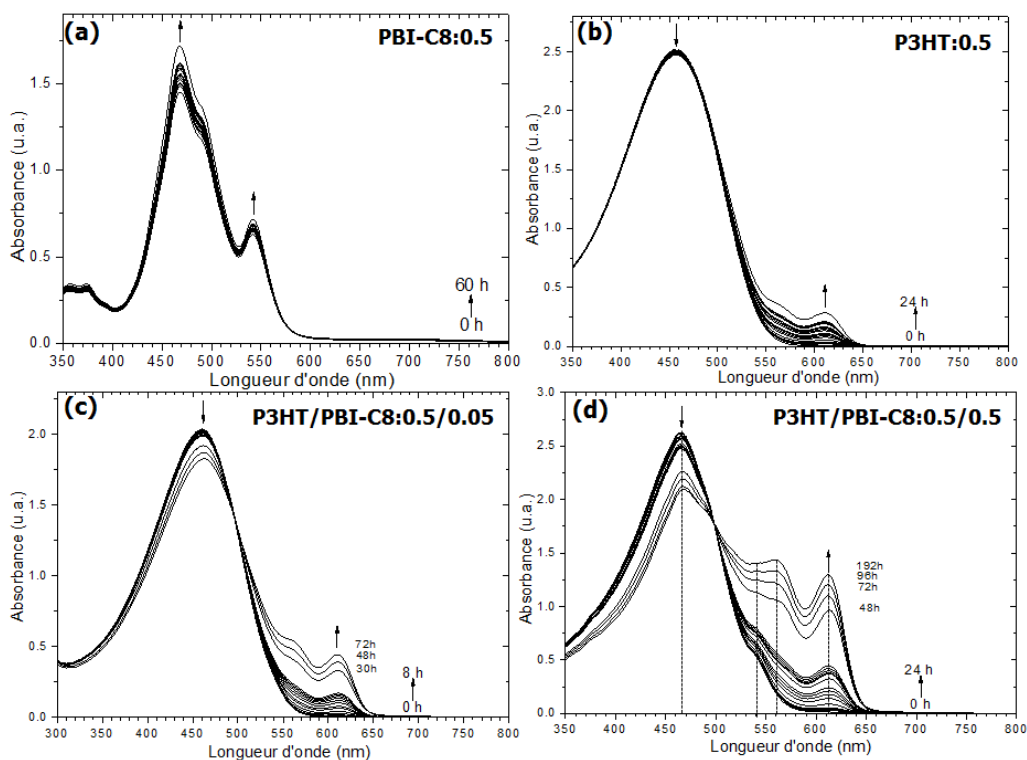 (a)
PBI-C8:0.5
Absorbance (u.a.)
1.5
1.0
0.5
0.0
60 h
0 h
350 400 450 500 550 600 650 700 750 800
Longueur d'onde (nm)
(b)
P3HT:0.5
Absorbance (u.a.)
2.5
2.0
1.5
1.0
0.5
0.0
24 h
0 h
350 400 450 500 550 600 650 700 750 800
Longueur d'onde (nm)
(c)
P3HT/PBI-C8:0.5/0.05
Absorbance (u.a.)
2.0
1.5
1.0
0.5
0.0
72h
48h
30h
8 h
0 h
300 350 400 450 500 550 600 650 700 750 800
Longueur d'onde (nm)
(d)
P3HT/PBI-C8:0.5/0.5
Absorbance (u.a.)
3.0
2.5
2.0
1.5
1.0
0.5
0.0
192h
96h
72h
48h
24 h
0 h
350 400 450 500 550 600 650 700 750 800
Longueur d'onde (nm)